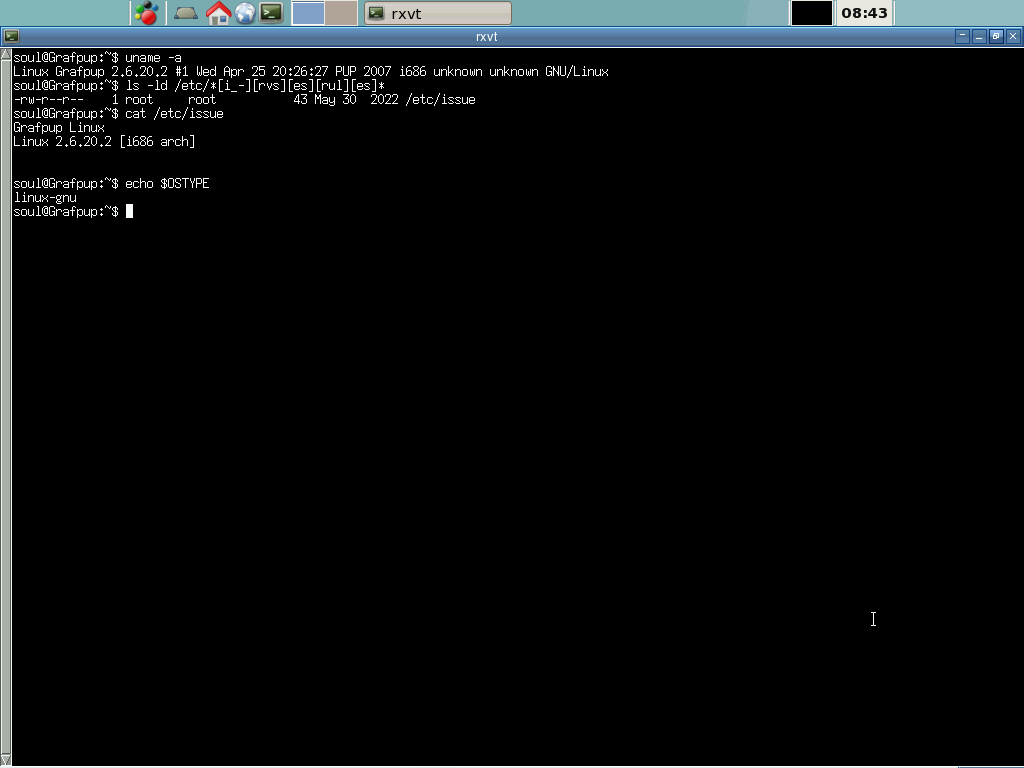 rxvt
08:43
rxvt
soul@Grafpup:~$ uname -a
Linux Grafpup 2.6.20.2 #1 Wed Apr 25 20:26:27 PUP 2007 i686 unknown unknown GNU/Linux
soul@Grafpup:~$ ls -ld /etc/*[i_-][rvs][es][rul][es]*
-rw-r--r--    1 root     root           43 May 30  2022 /etc/issue
soul@Grafpup:~$ cat /etc/issue
Grafpup Linux
Linux 2.6.20.2 [i686 arch]
soul@Grafpup:~$ echo $OSTYPE
linux-gnu
soul@Grafpup:~$